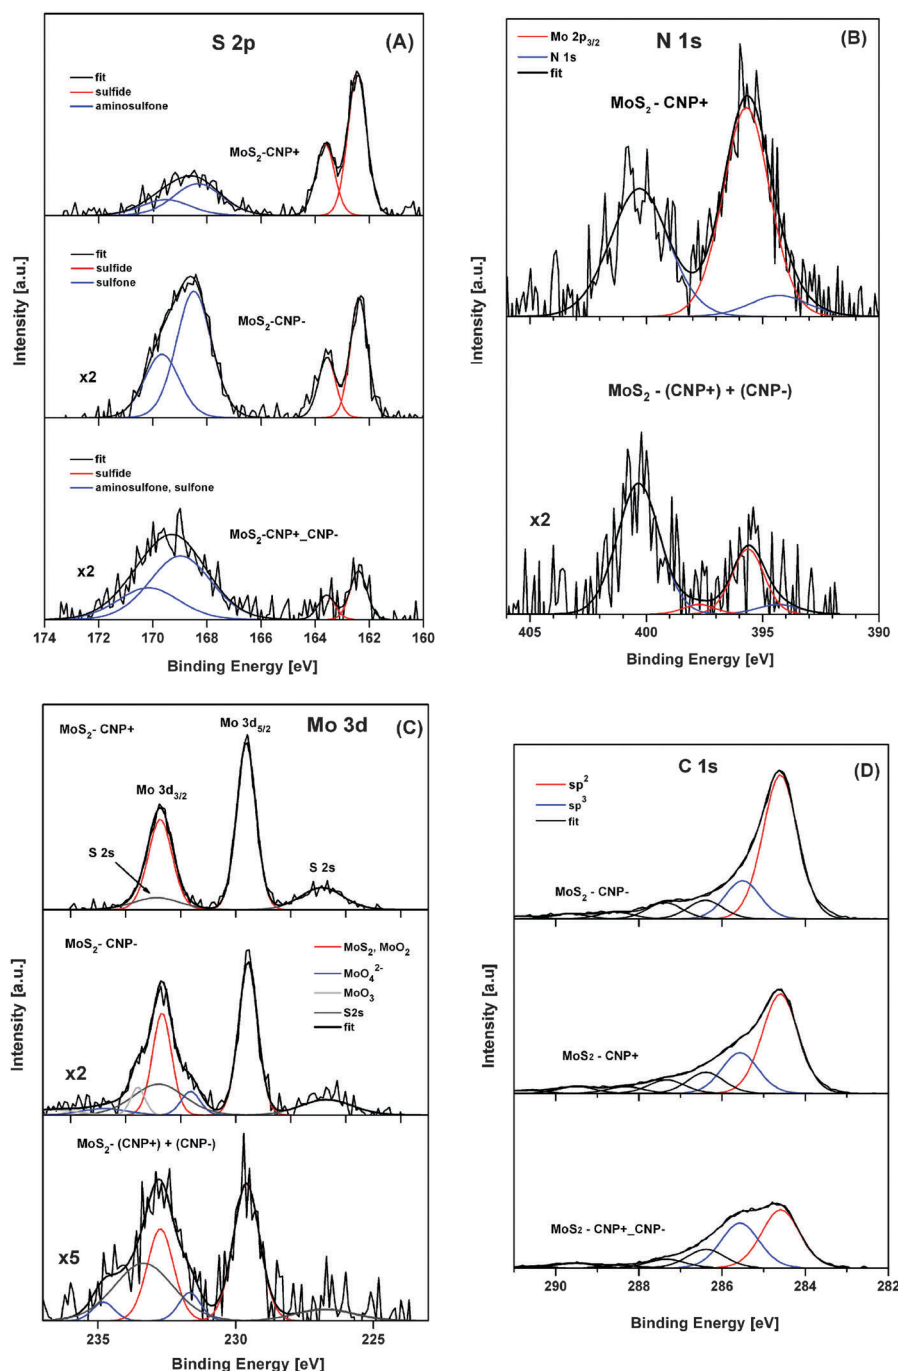 S 2p
(A)
fit
sulfide
aminosulfone
MoS2-CNP+
fit
sulfide
sulfone
MoS2-CNP-
x2
fit
sulfide
aminosulfone, sulfone
MoS2-CNP+_CNP-
x2
174 172 170 168 166 164 162 160
Binding Energy [eV]
Intensity [a.u.]
Mo 2p3/2
N 1s
fit
N 1s
(B)
MoS2 - CNP+
MoS2 - (CNP+) + (CNP-)
x2
405 400 395 390
Binding Energy [eV]
Intensity [a.u.]
MoS2- CNP+
Mo 3d5/2
Mo 3d
(C)
Mo 3d3/2
S 2s
S 2s
MoS2- CNP-
MoS2, MoO2
MoO4 2-
MoO3
S2s
fit
x2
MoS2- (CNP+) + (CNP-)
x5
235 230 225
Binding Energy [eV]
Intensity [a.u.]
C 1s
(D)
sp2
sp3
fit
MoS2 - CNP-
MoS2 - CNP+
MoS2 - CNP+_CNP-
290 288 286 284 282
Binding Energy [eV]
Intensity [a.u]